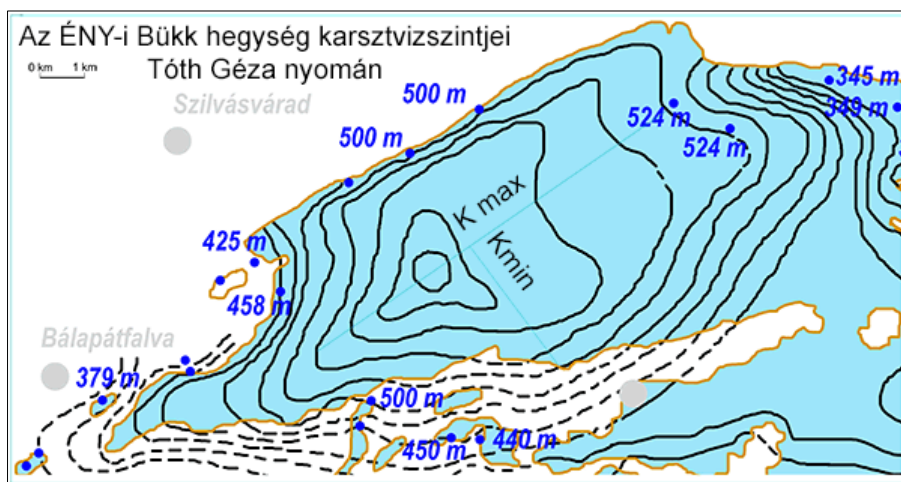 Az ÉNY-i Bükk hegység karsztvizszintjei
0 km 1 km
Tóth Géza nyomán
345 m
Szilvásvárad
500 m
349 m
524 m
500 m
524 m
K max
425 m
Kmin
458 m
Bálapátfalva
379 m
500 m
450 m
440 m